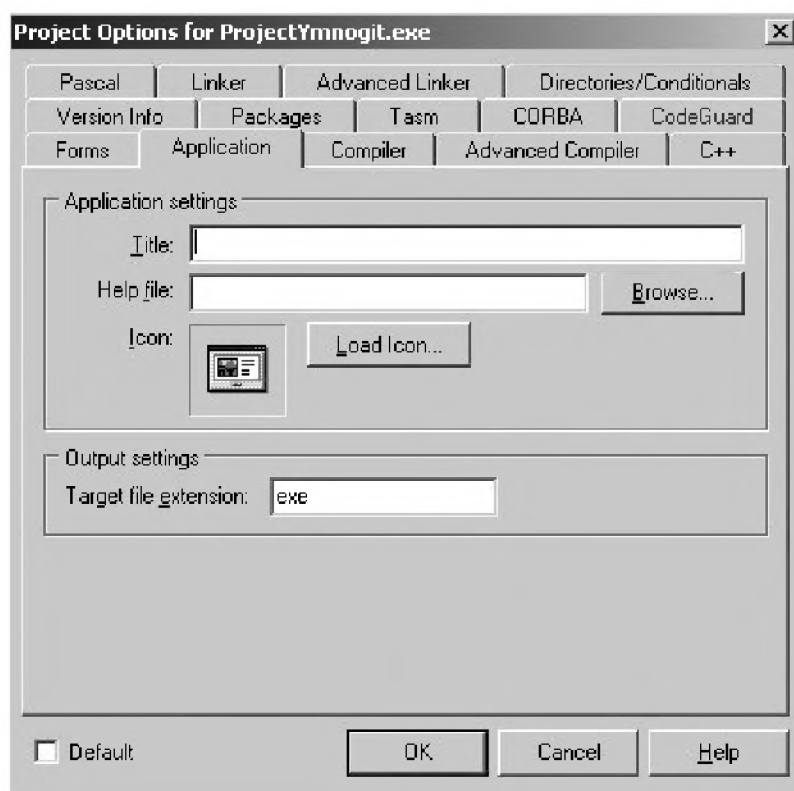 Project Options for ProjectYmnogit.exe
Pascal Linker Advanced Linker Directories/Conditionals
Version Info Packages Tasm CORBA CodeGuard
Forms Application Compiler Advanced Compiler C++
Application settings
Title:
Help file: Browse...
Icon: Load Icon...
Output settings
Target file extension: exe
Default OK Cancel Help